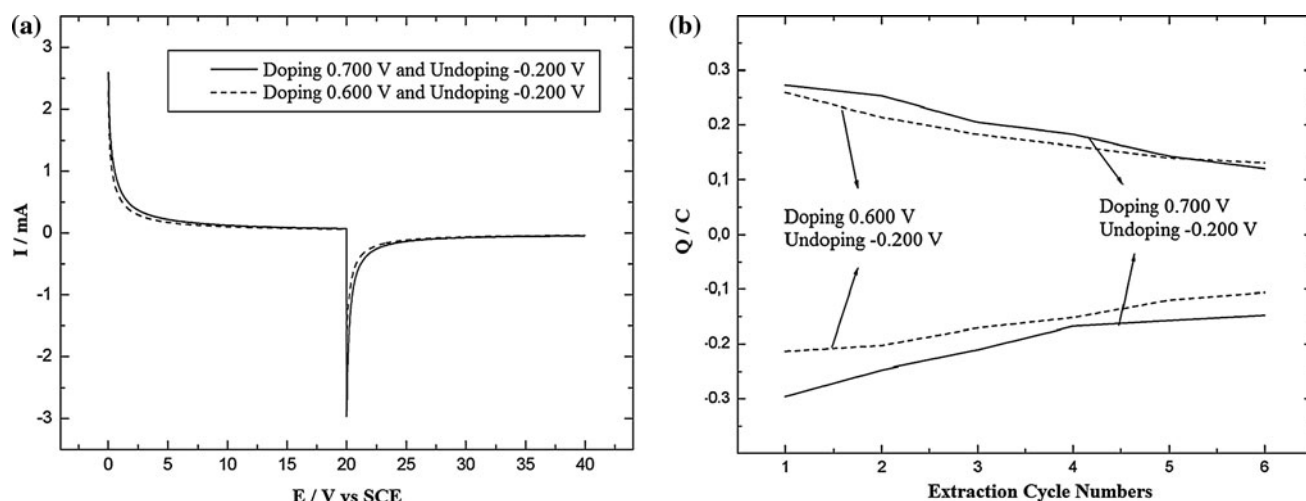 (a)
3
2
1
0
-1
-2
-3
I / mA
Doping 0.700 V and Undoping -0.200 V
Doping 0.600 V and Undoping -0.200 V
0 5 10 15 20 25 30 35 40
E / V vs SCE
(b)
0.3
0.2
0,1
0,0
-0,1
-0.2
-0.3
Q / C
Doping 0.600 V
Undoping -0.200 V
Doping 0.700 V
Undoping -0.200 V
1 2 3 4 5 6
Extraction Cycle Numbers